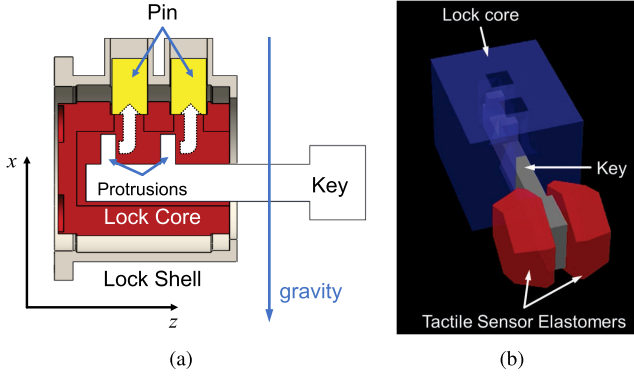 Pin
x
Protrusions
Key
Lock Core
Lock Shell
gravity
z
(a)
Lock core
Key
Tactile Sensor Elastomers
(b)